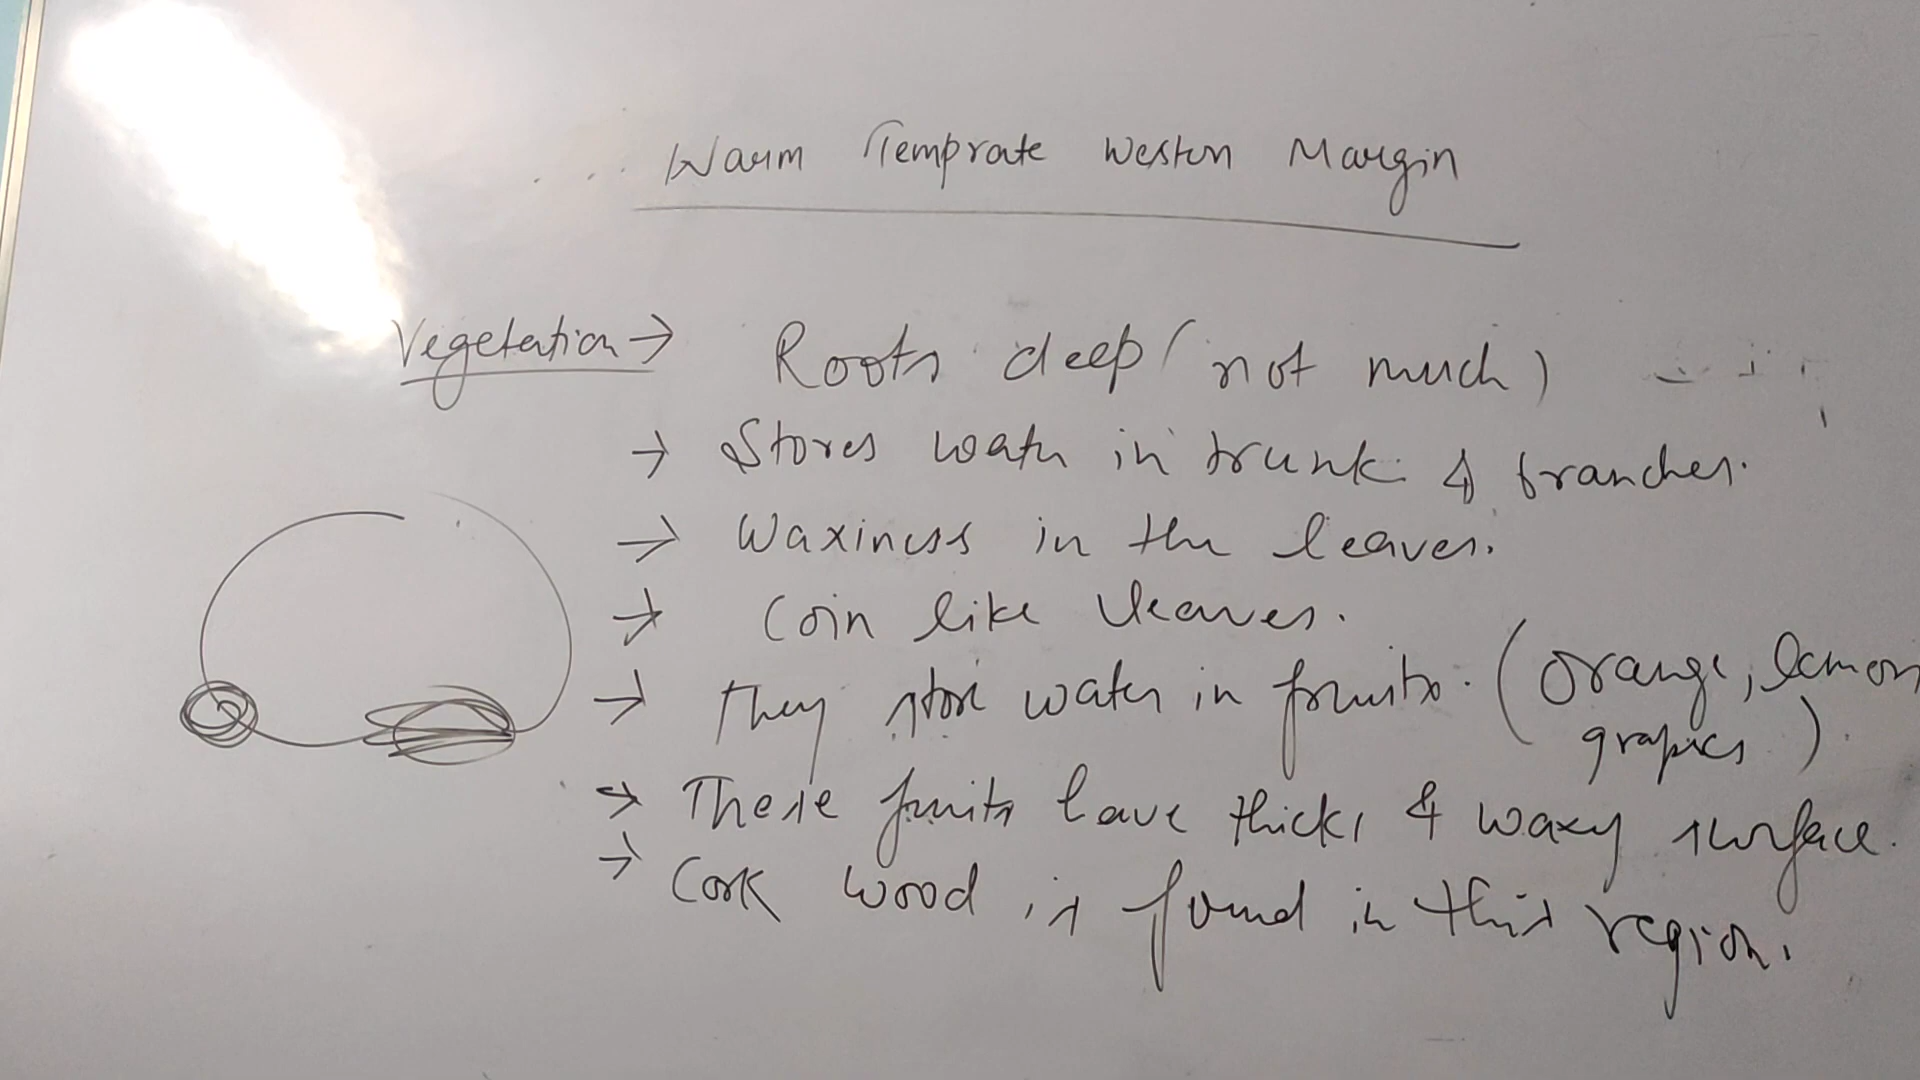 Warm Temprate Western Margin
Vegetation → Roots deep (not much)
→ Stores water in trunk & branches.
→ Waxiness in the leaves.
→ Coin like leaves.
→ They store water in fruits. (Orange, lemon
grapes).
→ These fruits have thick & waxy surface.
→ Cork wood is found in this region.